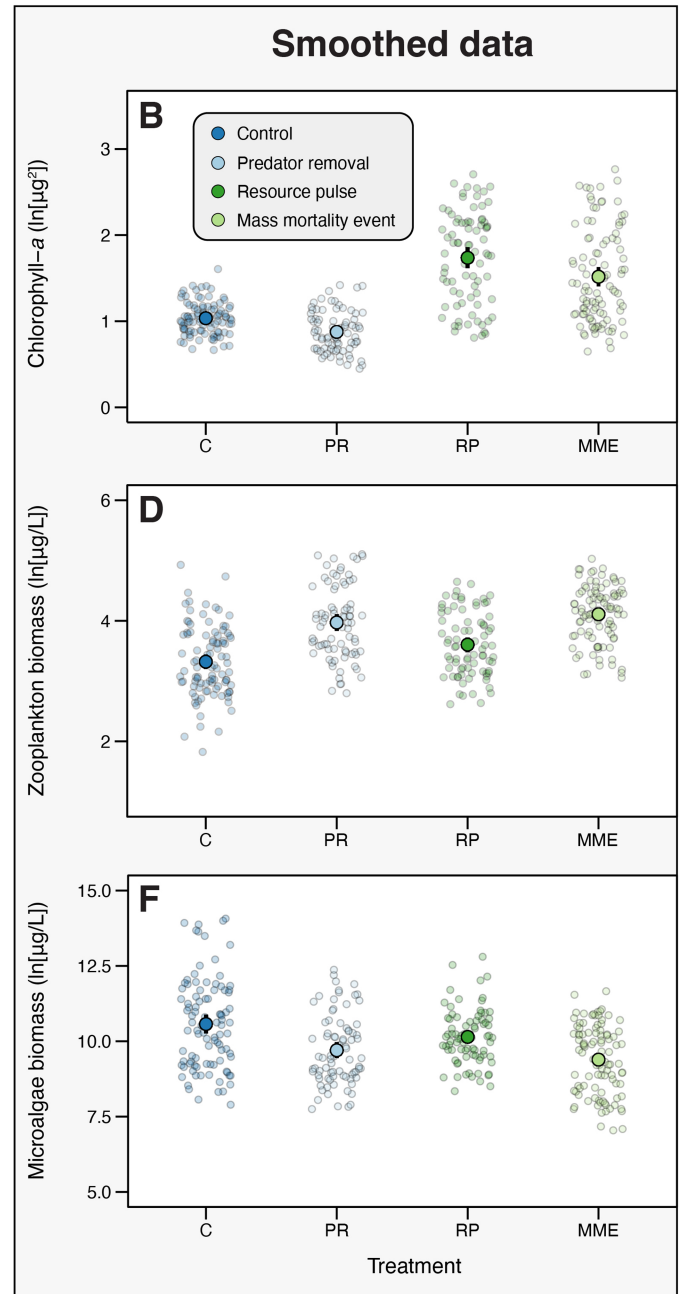 Smoothed data
B
Control
Predator removal
Resource pulse
Mass mortality event
Chlorophyll−a (ln[µg²])
3
2
1
0
C PR RP MME
D
Zooplankton biomass (ln[µg/L])
6
4
2
C PR RP MME
F
Microalgae biomass (ln[µg/L])
15.0
12.5
10.0
7.5
5.0
C PR RP MME
Treatment